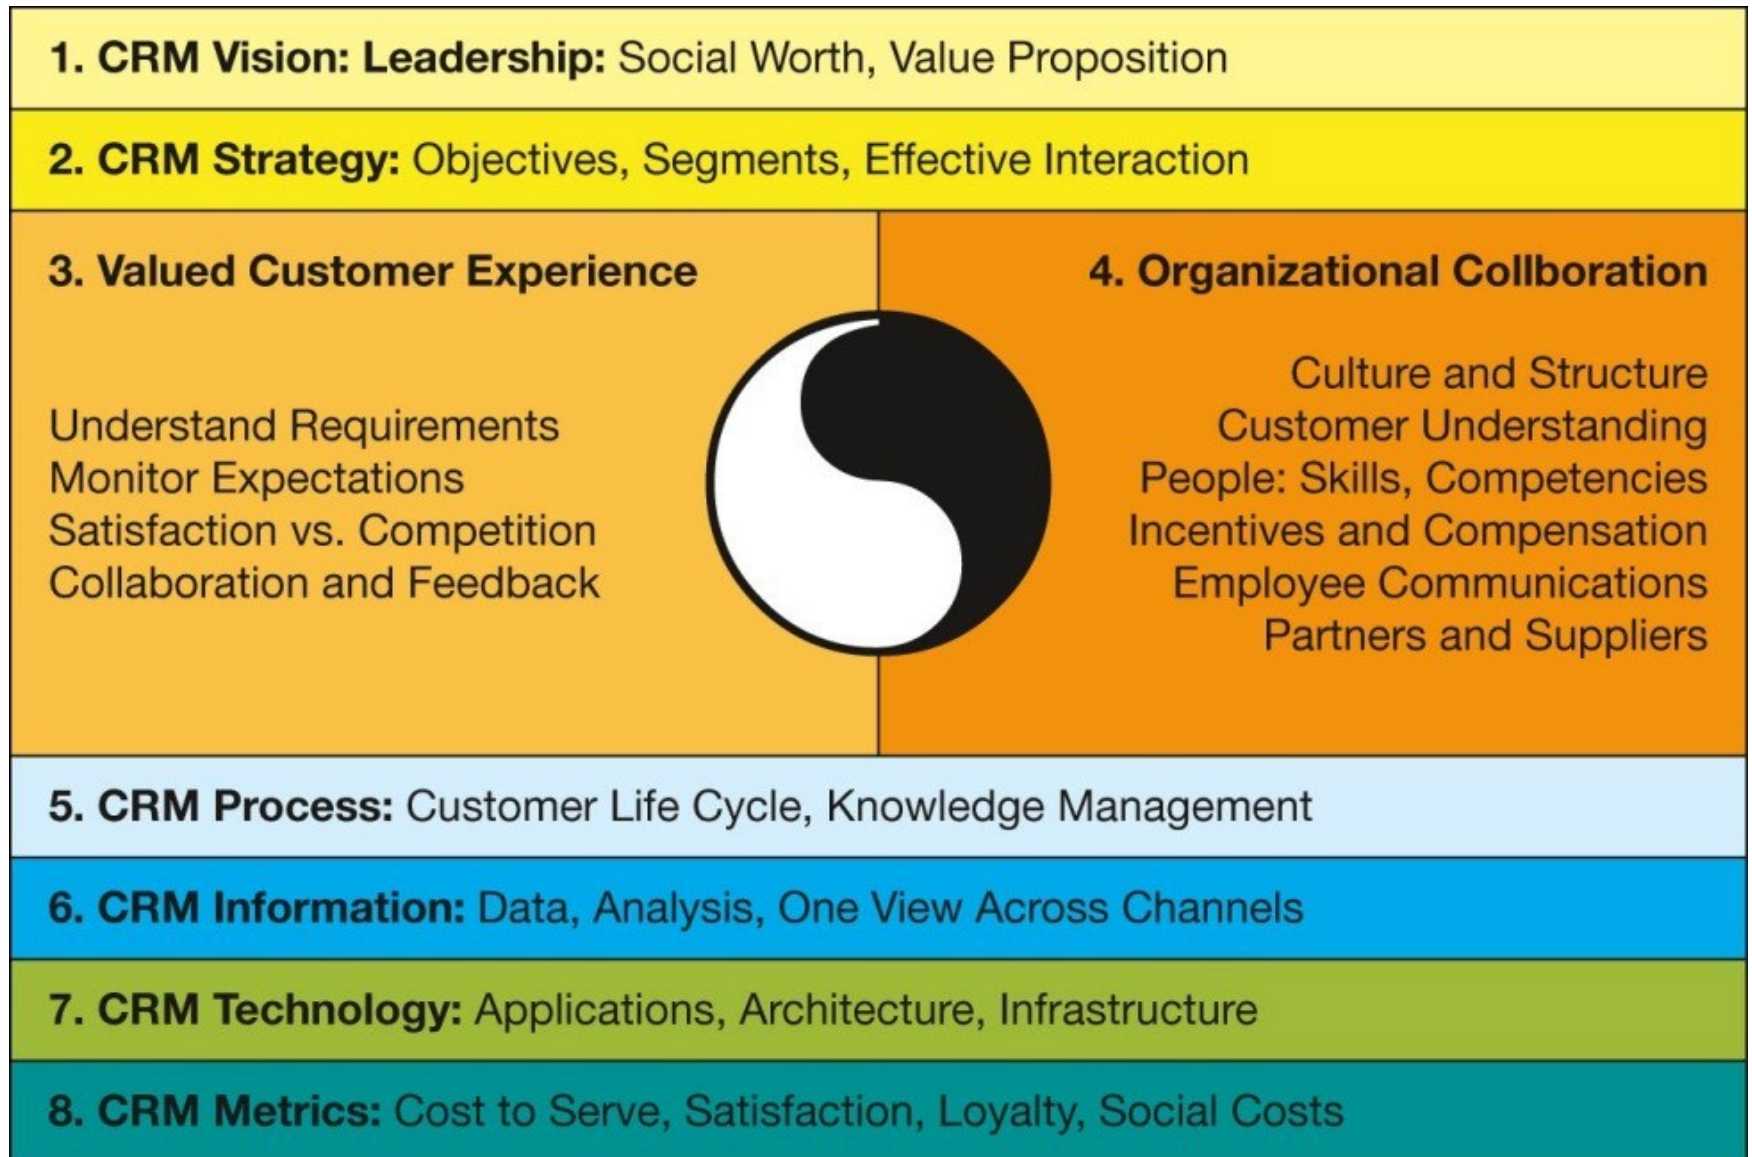 1. CRM Vision: Leadership: Social Worth, Value Proposition
2. CRM Strategy: Objectives, Segments, Effective Interaction
3. Valued Customer Experience
Understand Requirements
Monitor Expectations
Satisfaction vs. Competition
Collaboration and Feedback
4. Organizational Collboration
Culture and Structure
Customer Understanding
People: Skills, Competencies
Incentives and Compensation
Employee Communications
Partners and Suppliers
5. CRM Process: Customer Life Cycle, Knowledge Management
6. CRM Information: Data, Analysis, One View Across Channels
7. CRM Technology: Applications, Architecture, Infrastructure
8. CRM Metrics: Cost to Serve, Satisfaction, Loyalty, Social Costs